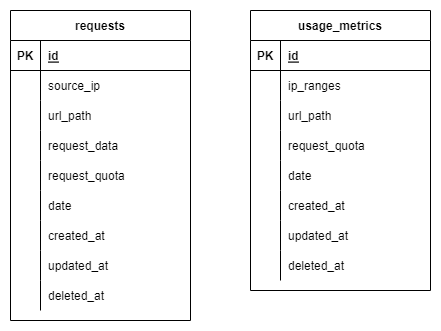 requests
PK id
source_ip
url_path
request_data
request_quota
date
created_at
updated_at
deleted_at
usage_metrics
PK id
ip_ranges
url_path
request_quota
date
created_at
updated_at
deleted_at